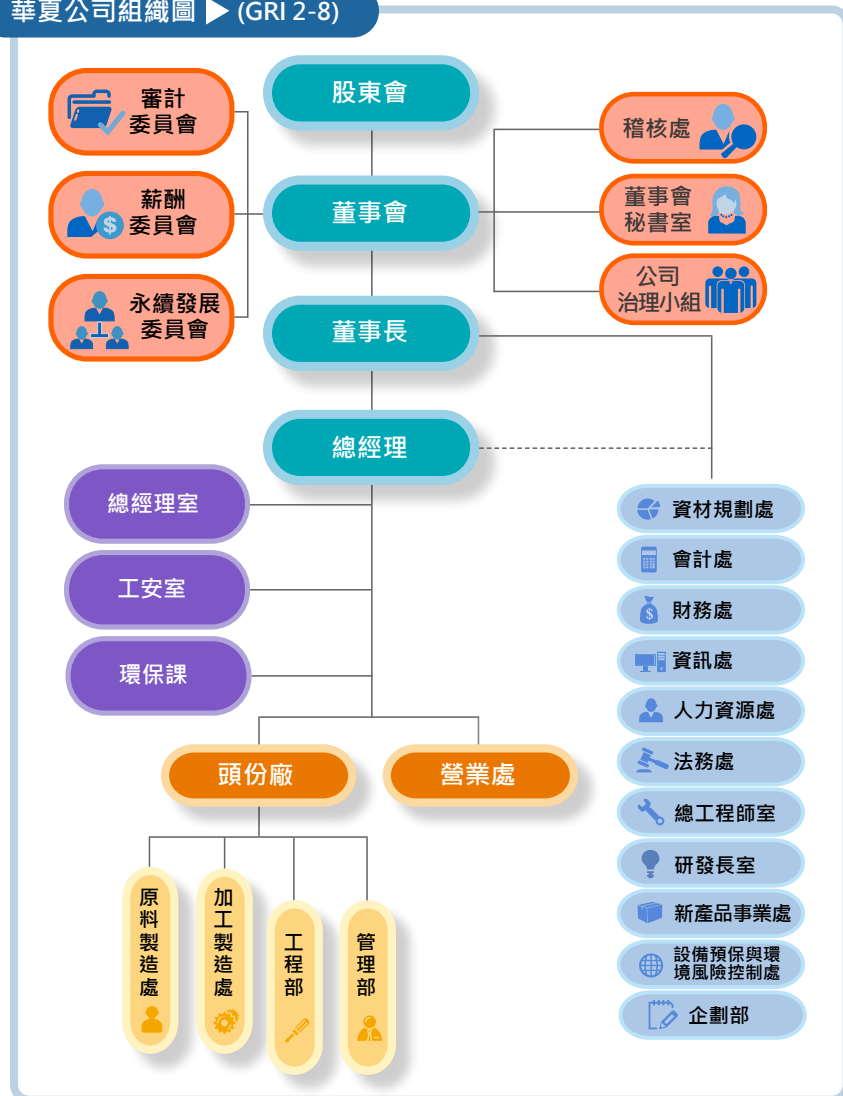 華夏公司組織圖 ▶ (GRI 2-8)
股東會
審計
委員會
稽核處
薪酬
委員會
董事會
董事會
秘書室
永續發展
委員會
董事長
公司
治理小組
總經理
總經理室
工安室
環保課
資材規劃處
會計處
財務處
資訊處
人力資源處
法務處
總工程師室
研發長室
新產品事業處
設備預保與環
境風險控制處
企劃部
頭份廠
營業處
原料製造處
加工製造處
工程部
管理部